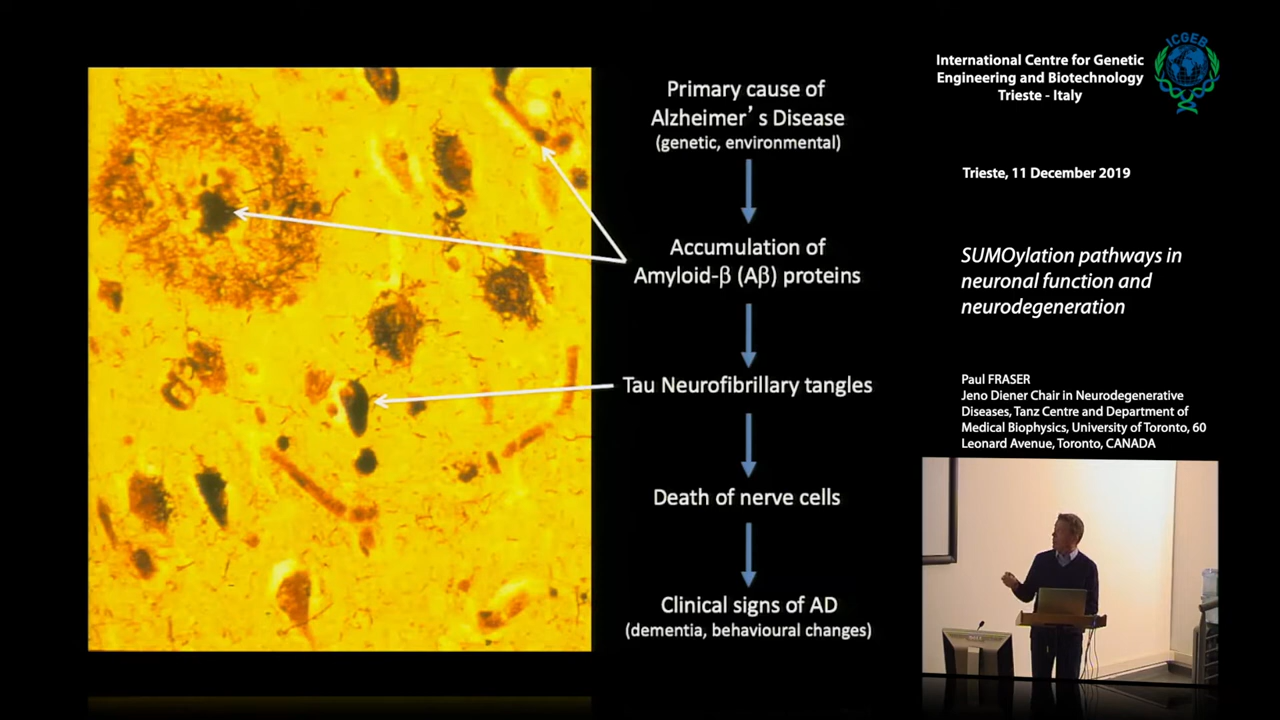 Primary cause of
Alzheimer's Disease
(genetic, environmental)
Accumulation of
Amyloid-β (Aβ) proteins
Tau Neurofibrillary tangles
Death of nerve cells
Clinical signs of AD
(dementia, behavioural changes)
International Centre for Genetic
Engineering and Biotechnology
Trieste - Italy
ICGEB
Trieste, 11 December 2019
SUMOylation pathways in
neuronal function and
neurodegeneration
Paul FRASER
Jeno Diener Chair in Neurodegenerative
Diseases, Tanz Centre and Department of
Medical Biophysics, University of Toronto, 60
Leonard Avenue, Toronto, CANADA